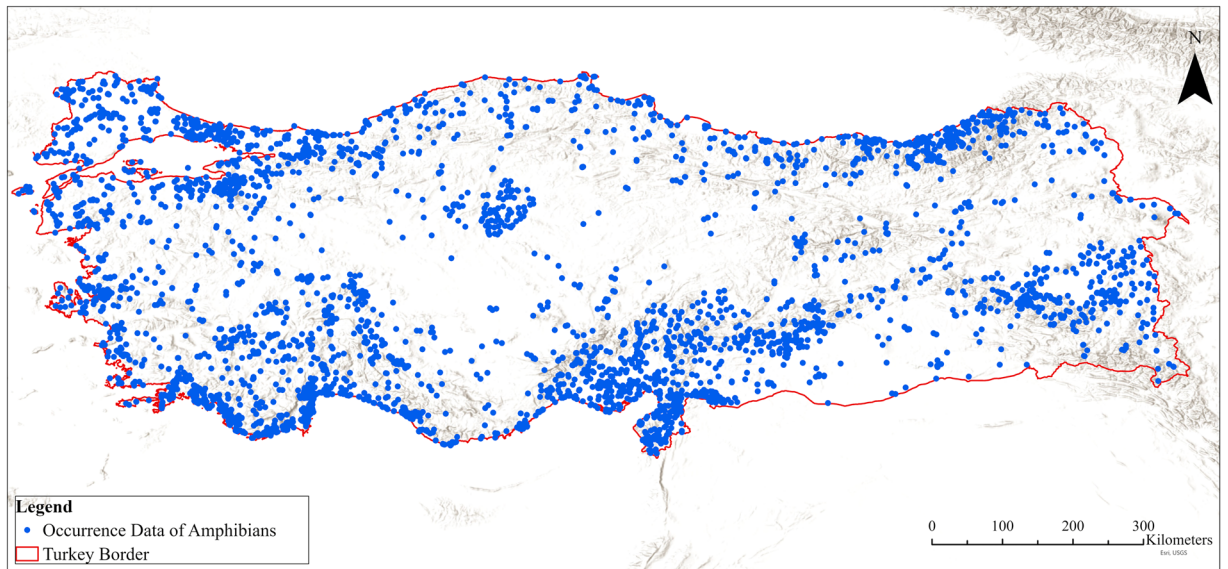 N
Legend
Occurrence Data of Amphibians
Turkey Border
0 100 200 300
Kilometers
Esri, USGS